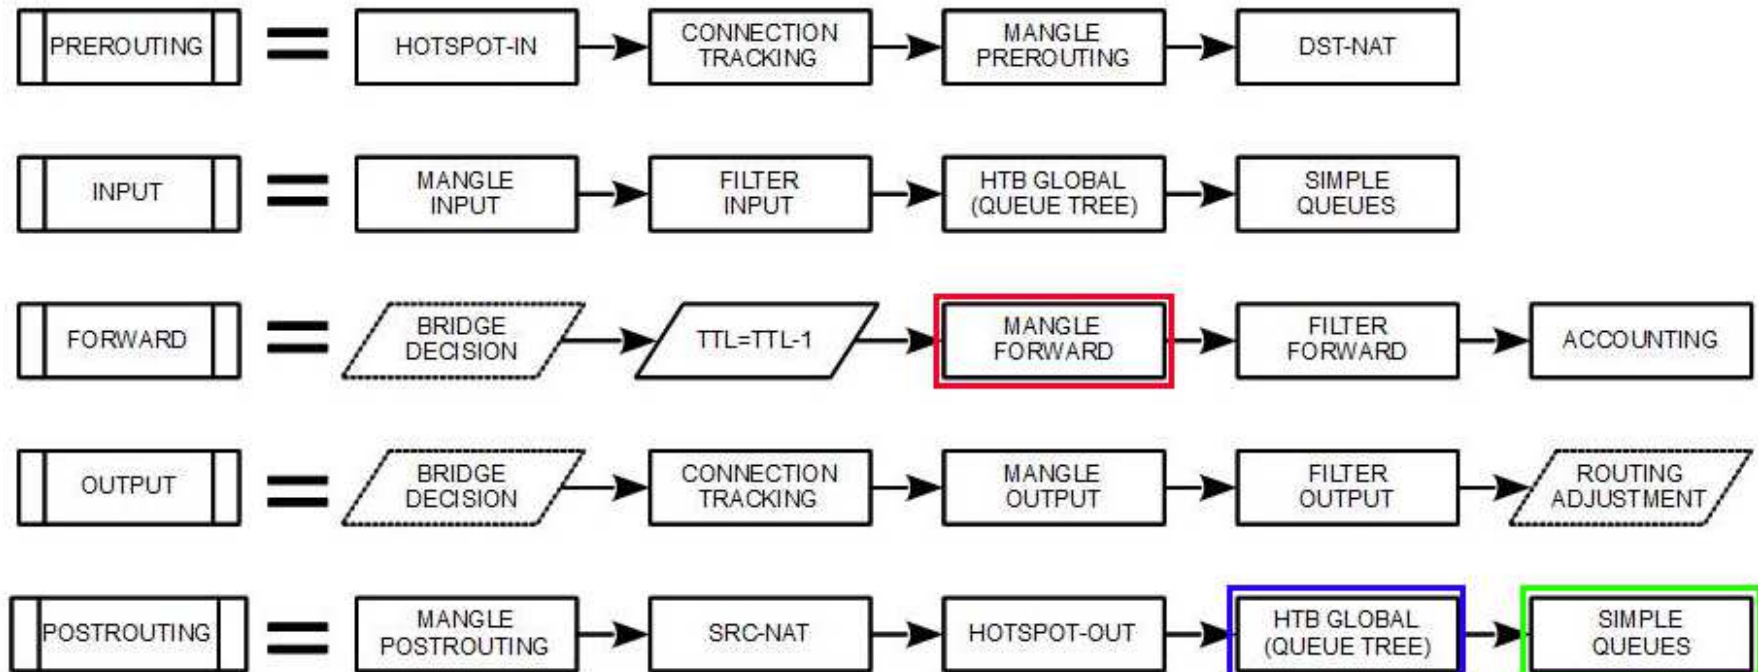 PREROUTING = HOTSPOT-IN CONNECTION TRACKING MANGLE PREROUTING DST-NAT
INPUT = MANGLE INPUT FILTER INPUT HTB GLOBAL (QUEUE TREE) SIMPLE QUEUES
FORWARD = BRIDGE DECISION TTL=TTL-1 MANGLE FORWARD FILTER FORWARD ACCOUNTING
OUTPUT = BRIDGE DECISION CONNECTION TRACKING MANGLE OUTPUT FILTER OUTPUT ROUTING ADJUSTMENT
POSTROUTING = MANGLE POSTROUTING SRC-NAT HOTSPOT-OUT HTB GLOBAL (QUEUE TREE) SIMPLE QUEUES